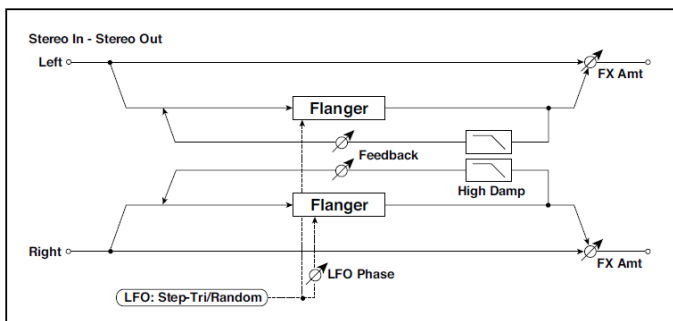 Stereo In - Stereo Out
Left
FX Amt
Flanger
Feedback
High Damp
Flanger
Right
FX Amt
LFO Phase
LFO: Step-Tri/Random